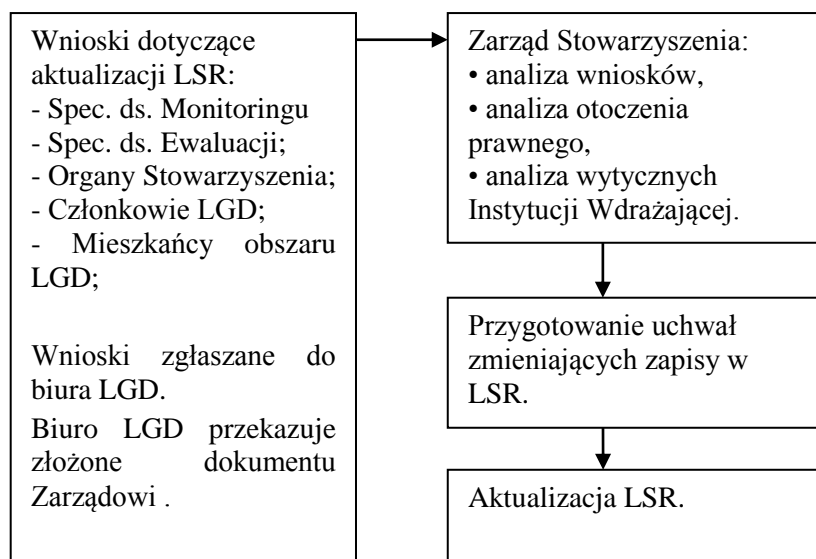 Wnioski dotyczące
aktualizacji LSR:
- Spec. ds. Monitoringu
- Spec. ds. Ewaluacji;
- Organy Stowarzyszenia;
- Członkowie LGD;
- Mieszkańcy obszaru
LGD;
Wnioski zgłaszane do
biura LGD.
Biuro LGD przekazuje
złożone dokumentu
Zarządowi .
Zarząd Stowarzyszenia:
• analiza wniosków,
• analiza otoczenia
prawnego,
• analiza wytycznych
Instytucji Wdrażającej.
Przygotowanie uchwał
zmieniających zapisy w
LSR.
Aktualizacja LSR.